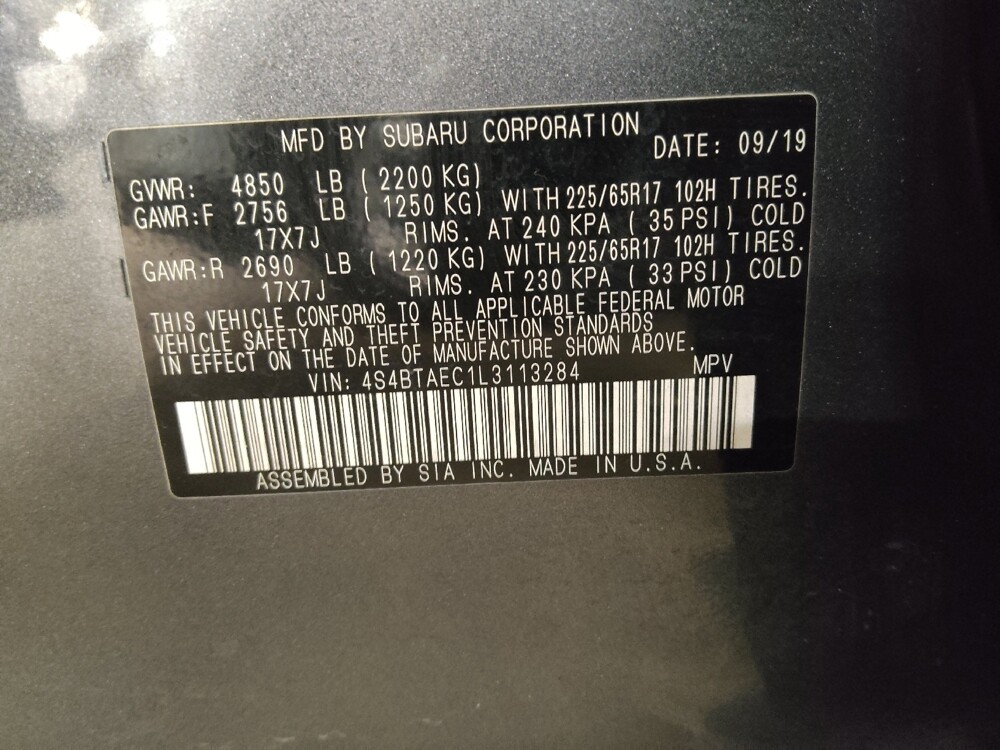 MFD BY SUBARU CORPORATION DATE: 09/19
GVWR: 4850 LB ( 2200 KG)
GAWR:F 2756 LB ( 1250 KG) WITH 225/65R17 102H TIRES.
17X7J RIMS. AT 240 KPA ( 35 PSI) COLD
GAWR:R 2690 LB ( 1220 KG) WITH 225/65R17 102H TIRES.
17X7J RIMS. AT 230 KPA ( 33 PSI) COLD
THIS VEHICLE CONFORMS TO ALL APPLICABLE FEDERAL MOTOR
VEHICLE SAFETY AND THEFT PREVENTION STANDARDS
IN EFFECT ON THE DATE OF MANUFACTURE SHOWN ABOVE.
VIN: 4S4BTAEC1L3113284 MPV
ASSEMBLED BY SIA INC. MADE IN U.S.A.